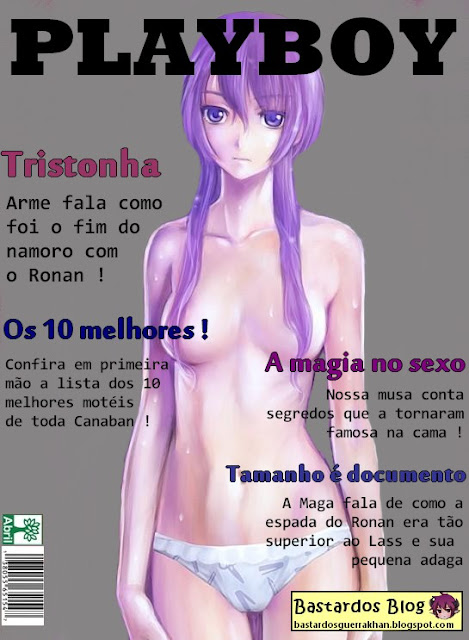 PLAYBOY
Tristonha
Arme fala como
foi o fim do
namoro com
o Ronan !
Os 10 melhores !
Confira em primeira
mão a lista dos 10
melhores motéis
de toda Canaban !
A magia no sexo
Nossa musa conta
segredos que a tornaram
famosa na cama !
Tamanho é documento
A Maga fala de como a
espada do Ronan era tão
superior ao Lass e sua
pequena adaga
Abril
Bastardos Blog
bastardosguerrakhan.blogspot.com